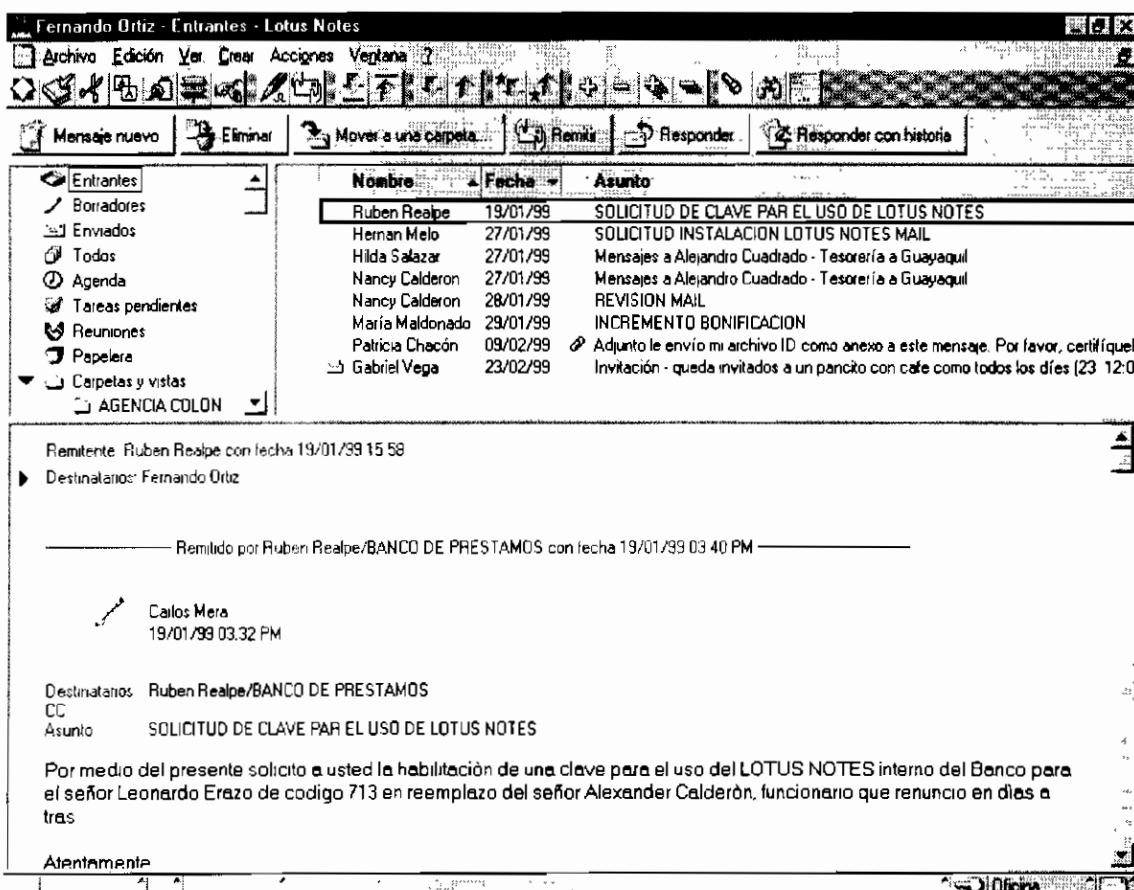 Fernando Ortiz - Entrantes - Lotus Notes
Archivo Edición Ver Crear Acciones Ventana ?
Mensaje nuevo Eliminar Mover a una carpeta... Remitir Responder Responder con historia
Entrantes
Borradores
Enviados
Todos
Agenda
Tareas pendientes
Reuniones
Papelera
Carpetas y vistas
AGENCIA COLON
Nombre Fecha Asunto
Ruben Realpe 19/01/99 SOLICITUD DE CLAVE PAR EL USO DE LOTUS NOTES
Hernan Melo 27/01/99 SOLICITUD INSTALACION LOTUS NOTES MAIL
Hilda Salazar 27/01/99 Mensajes a Alejandro Cuadrado - Tesorería a Guayaquil
Nancy Calderon 27/01/99 Mensajes a Alejandro Cuadrado - Tesorería a Guayaquil
Nancy Calderon 28/01/99 REVISION MAIL
María Maldonado 29/01/99 INCREMENTO BONIFICACION
Patricia Chacón 09/02/99 Adjunto le envío mi archivo ID como anexo a este mensaje. Por favor, certifíquel
Gabriel Vega 23/02/99 Invitación - queda invitados a un pancito con cafe como todos los díes (23 12:0
Remitente Ruben Realpe con fecha 19/01/99 15 58
Destinatarios: Fernando Ortiz
Remitido por Ruben Realpe/BANCO DE PRESTAMOS con fecha 19/01/99 03 40 PM
Carlos Mera
19/01/99 03.32 PM
Destinatarios Ruben Realpe/BANCO DE PRESTAMOS
CC
Asunto SOLICITUD DE CLAVE PAR EL USO DE LOTUS NOTES
Por medio del presente solicito a usted la habilitaciòn de una clave para el uso del LOTUS NOTES interno del Banco para
el señor Leonardo Erazo de codigo 713 en reemplazo del señor Alexander Calderòn, funcionario que renuncio en dìas a
tras
Atentamente
Oficina